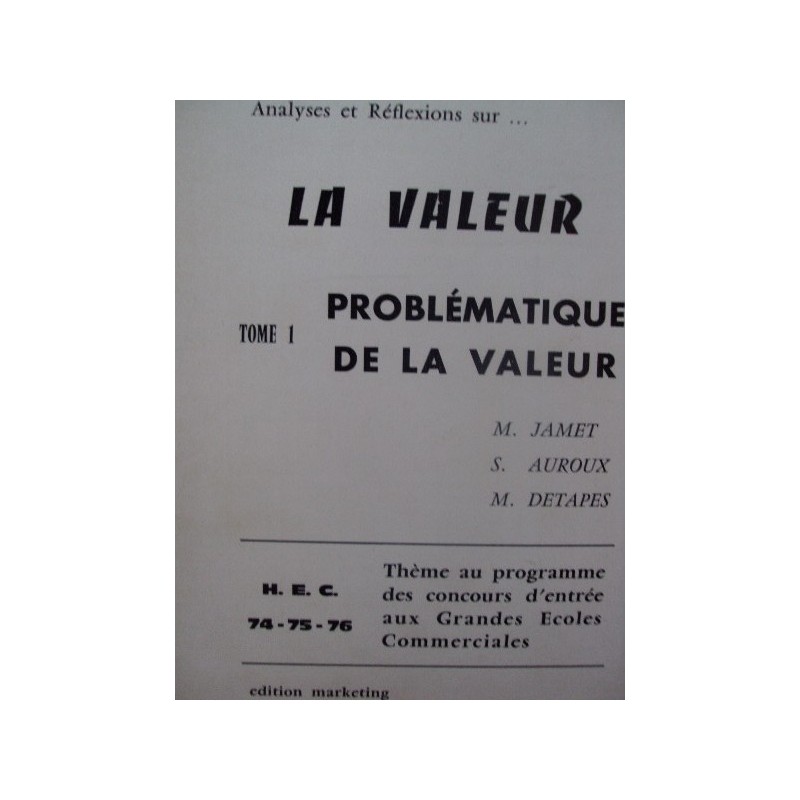 Analyses et Réflexions sur ...
LA VALEUR
TOME 1
PROBLÉMATIQUE
DE LA VALEUR
M. JAMET
S. AUROUX
M. DETAPES
H. E. C.
74-75-76
Thème au programme
des concours d'entrée
aux Grandes Ecoles
Commerciales
edition marketing